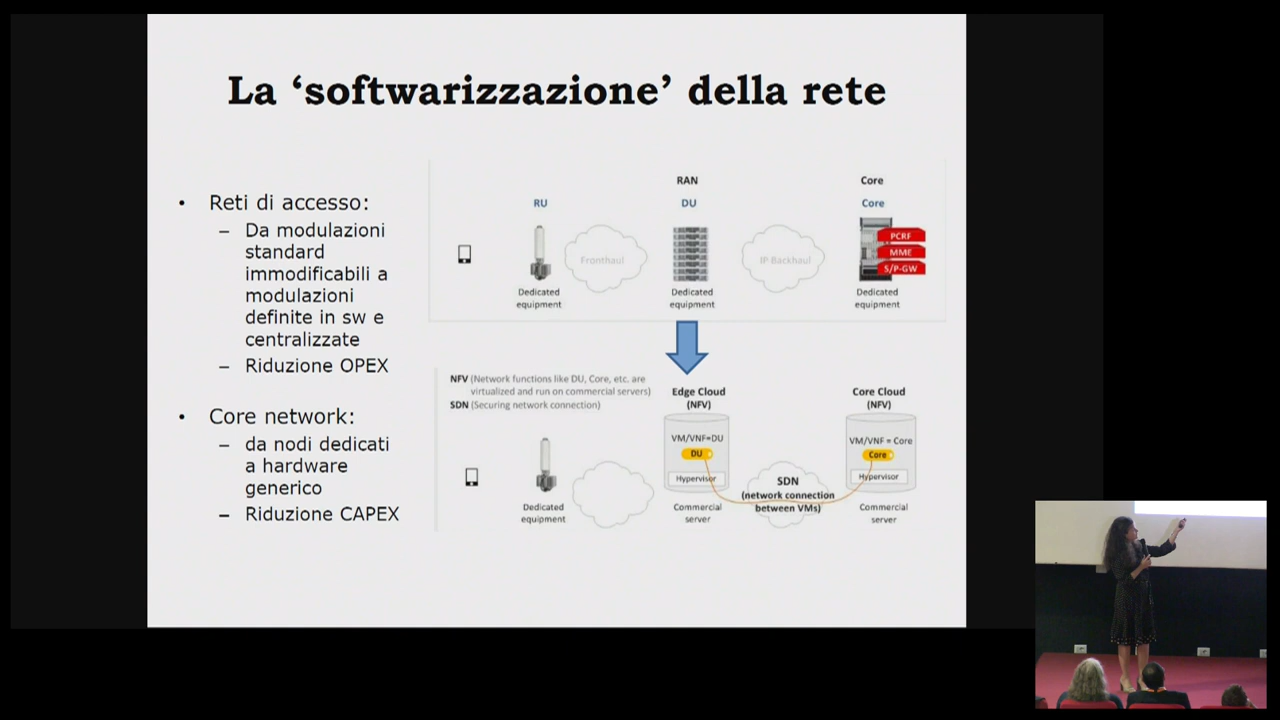 La ‘softwarizzazione’ della rete
• Reti di accesso:
– Da modulazioni
standard
immodificabili a
modulazioni
definite in sw e
centralizzate
– Riduzione OPEX
• Core network:
– da nodi dedicati
a hardware
generico
– Riduzione CAPEX
RAN
Core
RU
DU
Core
Fronthaul
IP Backhaul
PCRF
MME
S/P-GW
Dedicated
equipment
Dedicated
equipment
Dedicated
equipment
NFV (Network functions like DU, Core, etc. are
virtualized and run on commercial servers)
SDN (Securing network connection)
Edge Cloud
(NFV)
Core Cloud
(NFV)
VM/VNF=DU
DU
Hypervisor
VM/VNF = Core
Core
Hypervisor
SDN
(network connection
between VMs)
Dedicated
equipment
Commercial
server
Commercial
server